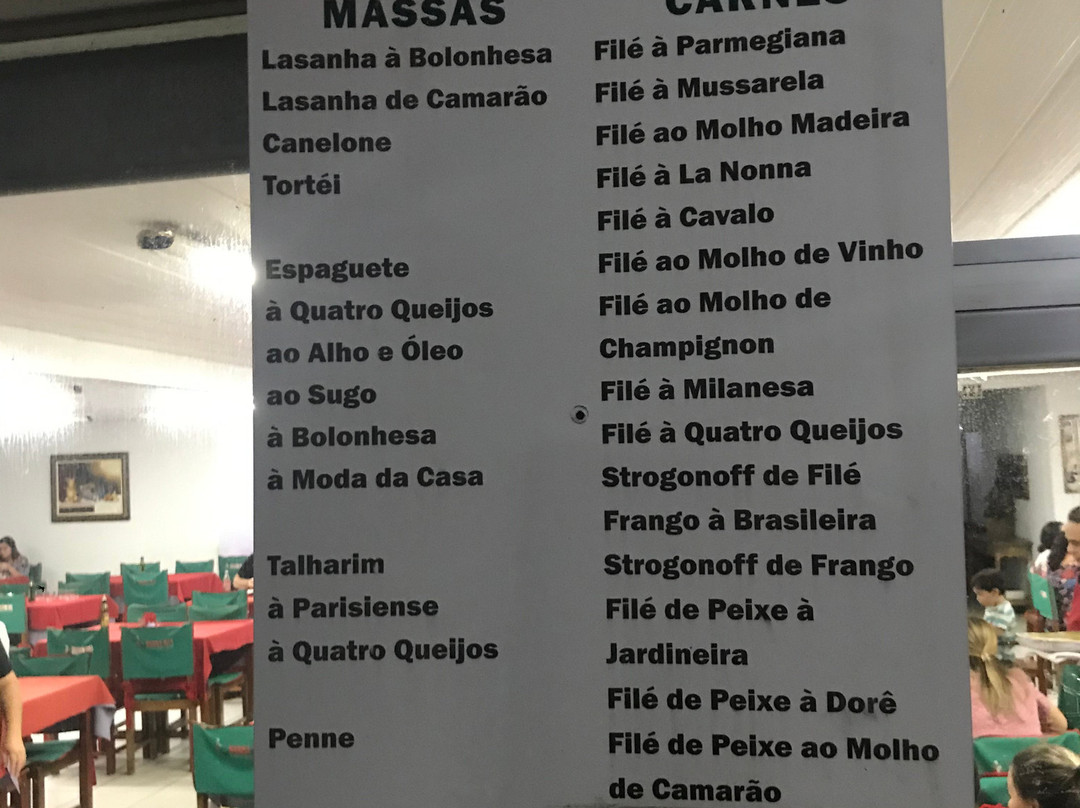 MASSAS
Lasanha à Bolonhesa
Lasanha de Camarão
Canelone
Tortéi
Espaguete
à Quatro Queijos
ao Alho e Óleo
ao Sugo
à Bolonhesa
à Moda da Casa
Talharim
à Parisiense
à Quatro Queijos
Penne
CARNES
Filé à Parmegiana
Filé à Mussarela
Filé ao Molho Madeira
Filé à La Nonna
Filé à Cavalo
Filé ao Molho de Vinho
Filé ao Molho de
Champignon
Filé à Milanesa
Filé à Quatro Queijos
Strogonoff de Filé
Frango à Brasileira
Strogonoff de Frango
Filé de Peixe à
Jardineira
Filé de Peixe à Dorê
Filé de Peixe ao Molho
de Camarão